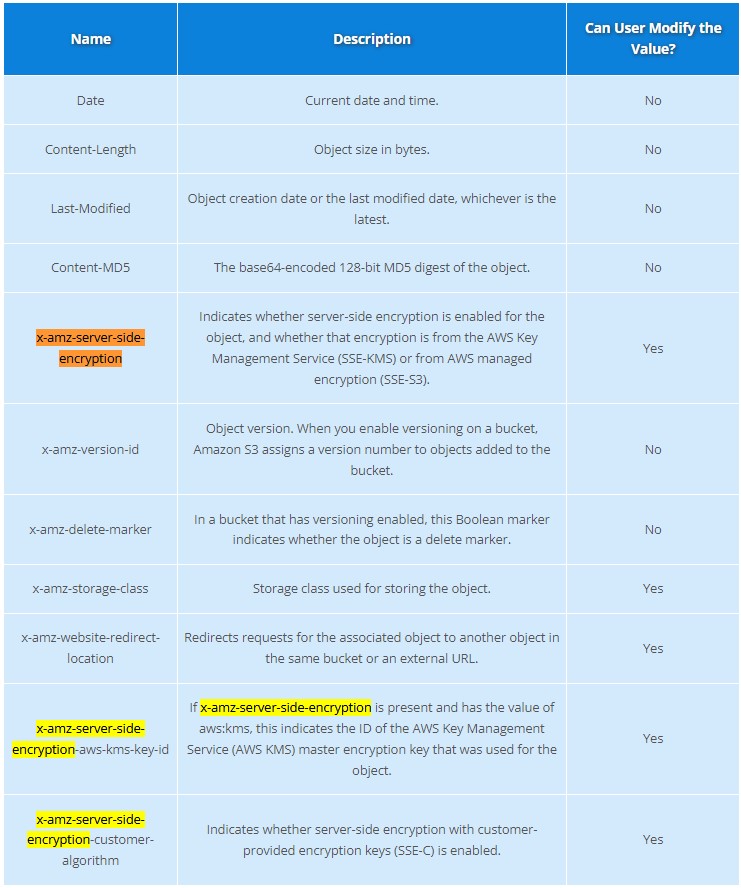 Name Description Can User Modify the
Value?
Date Current date and time. No
Content-Length Object size in bytes. No
Last-Modified Object creation date or the last modified date, whichever is the
latest. No
Content-MD5 The base64-encoded 128-bit MD5 digest of the object. No
x-amz-server-side-
encryption
Indicates whether server-side encryption is enabled for the
object, and whether that encryption is from the AWS Key
Management Service (SSE-KMS) or from AWS managed
encryption (SSE-S3).
Yes
x-amz-version-id
Object version. When you enable versioning on a bucket,
Amazon S3 assigns a version number to objects added to the
bucket.
No
x-amz-delete-marker
In a bucket that has versioning enabled, this Boolean marker
indicates whether the object is a delete marker.
No
x-amz-storage-class Storage class used for storing the object. Yes
x-amz-website-redirect-
location
Redirects requests for the associated object to another object in
the same bucket or an external URL.
Yes
x-amz-server-side-
encryption-aws-kms-key-id
If x-amz-server-side-encryption is present and has the value of
aws:kms, this indicates the ID of the AWS Key Management
Service (AWS KMS) master encryption key that was used for the
object.
Yes
x-amz-server-side-
encryption-customer-
algorithm
Indicates whether server-side encryption with customer-
provided encryption keys (SSE-C) is enabled.
Yes